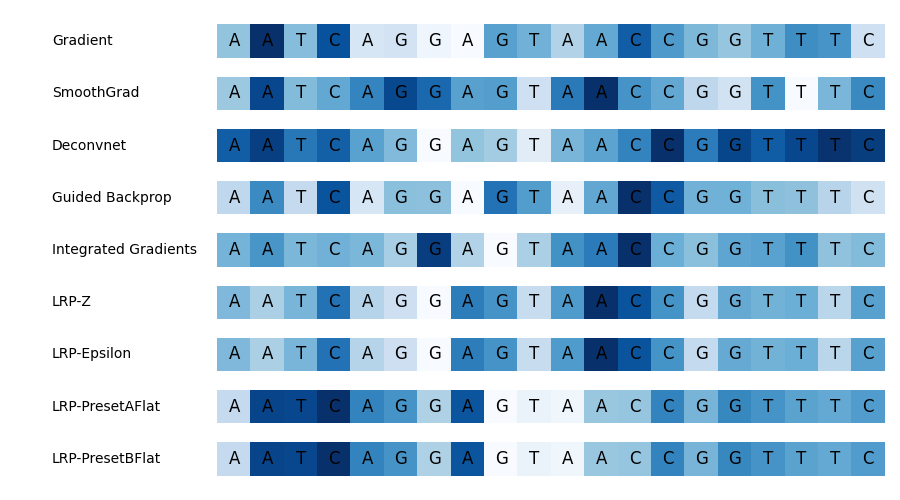 Gradient A A T C A G G A G T A A C C G G T T T C
SmoothGrad A A T C A G G A G T A A C C G G T T T C
Deconvnet A A T C A G G A G T A A C C G G T T T C
Guided Backprop A A T C A G G A G T A A C C G G T T T C
Integrated Gradients A A T C A G G A G T A A C C G G T T T C
LRP-Z A A T C A G G A G T A A C C G G T T T C
LRP-Epsilon A A T C A G G A G T A A C C G G T T T C
LRP-PresetAFlat A A T C A G G A G T A A C C G G T T T C
LRP-PresetBFlat A A T C A G G A G T A A C C G G T T T C